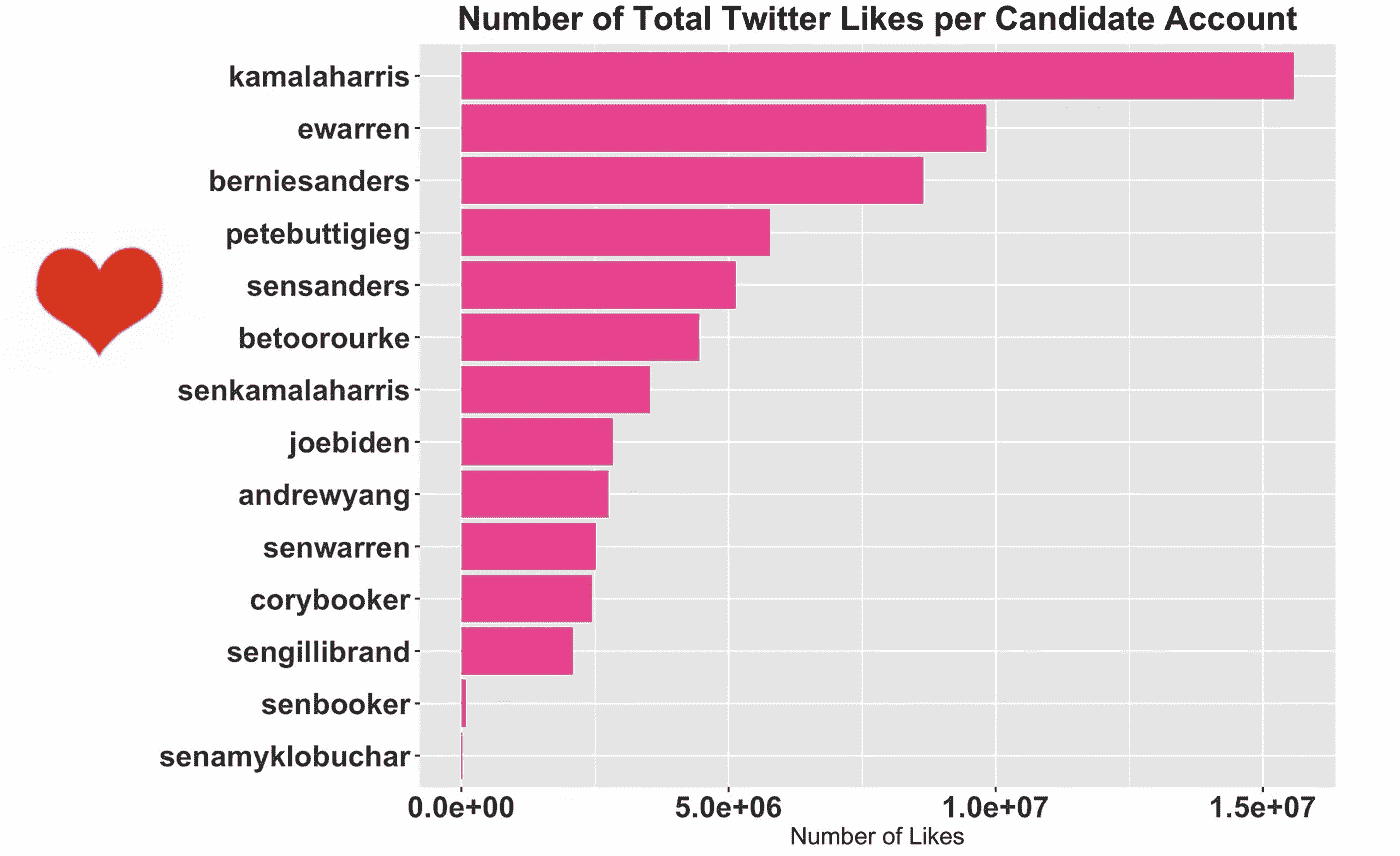 Number of Total Twitter Likes per Candidate Account
kamalaharris
ewarren
berniesanders
petebuttigieg
sensanders
betoorourke
senkamalaharris
joebiden
andrewyang
senwarren
corybooker
sengillibrand
senbooker
senamyklobuchar
0.0e+00 5.0e+06 1.0e+07 1.5e+07
Number of Likes